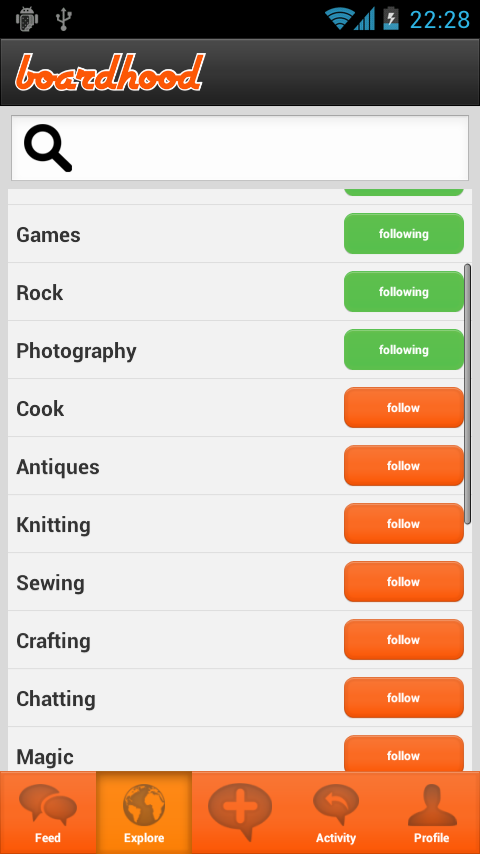 22:28
boardhood
Games following
Rock following
Photography following
Cook follow
Antiques follow
Knitting follow
Sewing follow
Crafting follow
Chatting follow
Magic follow
Feed Explore Activity Profile